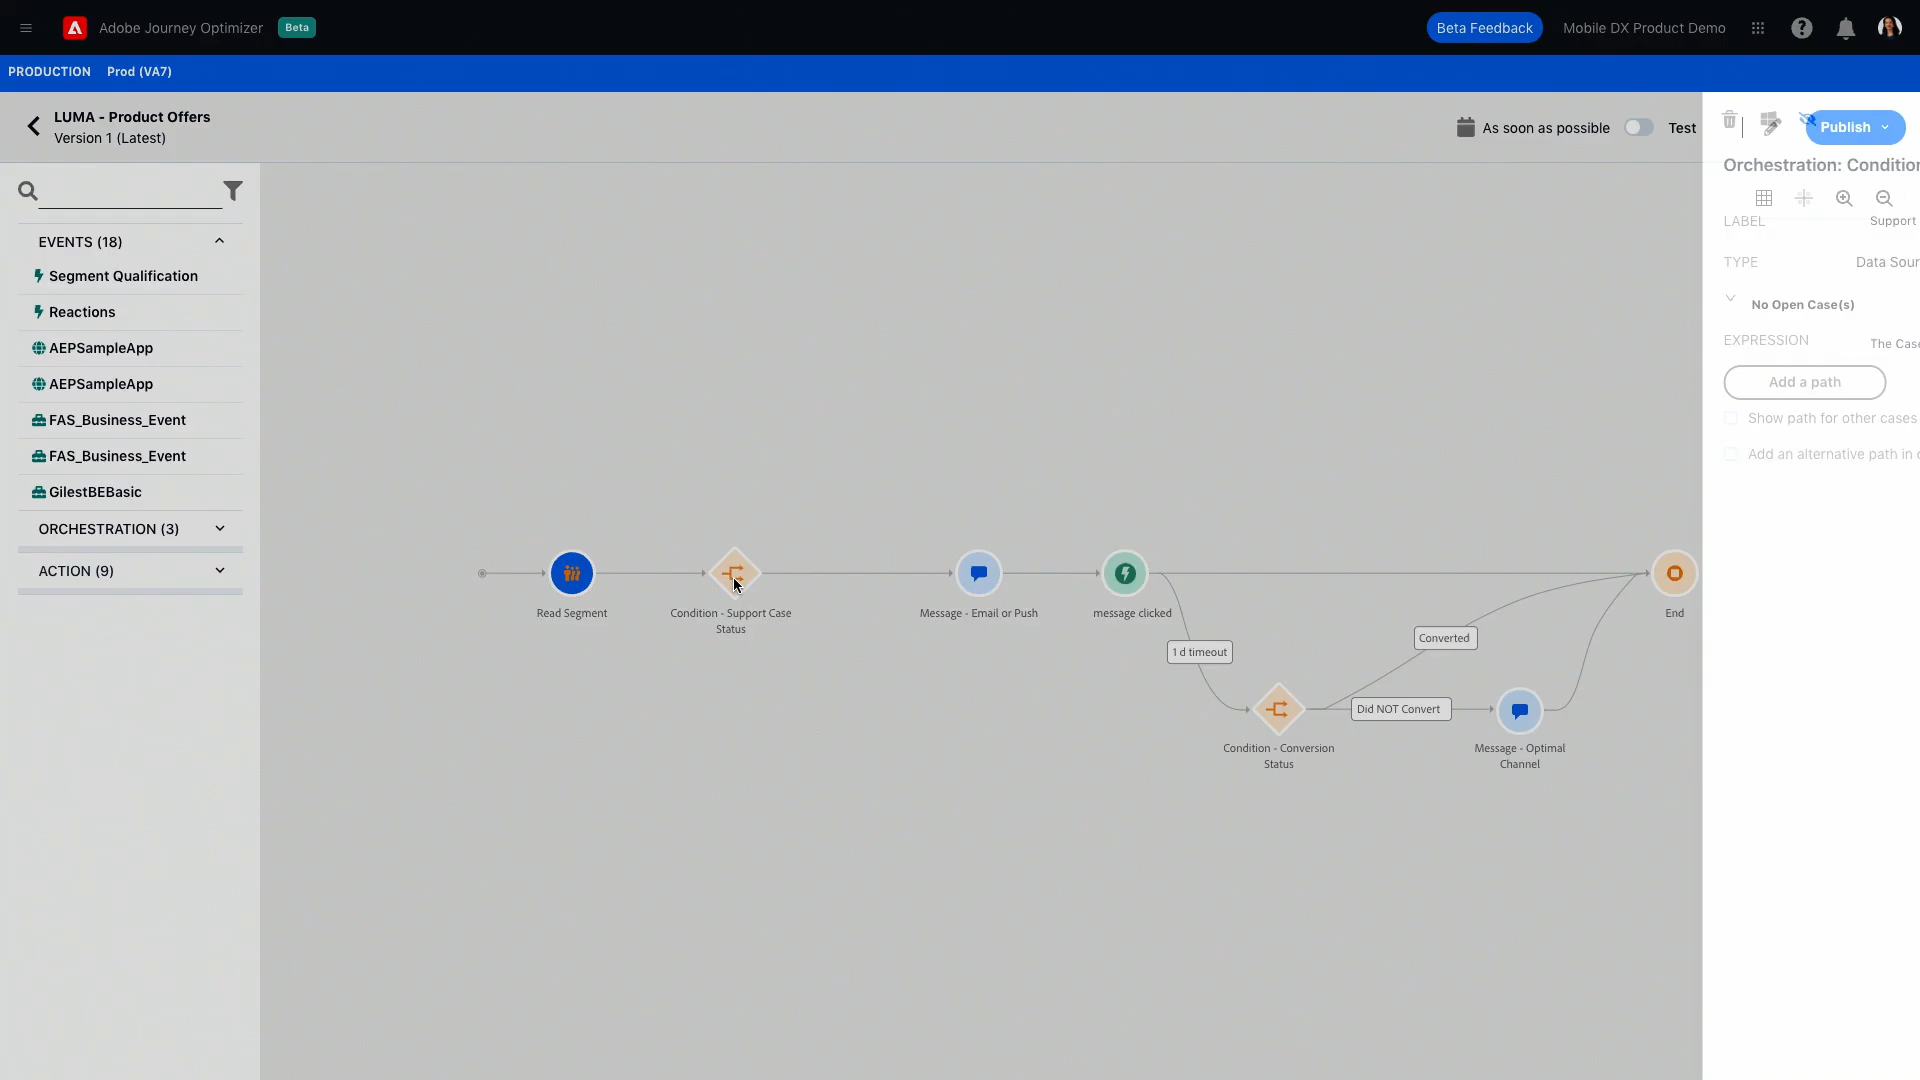 Adobe Journey Optimizer
Beta
Beta Feedback
Mobile DX Product Demo
PRODUCTION
Prod (VA7)
LUMA - Product Offers
Version 1 (Latest)
As soon as possible
Test
Publish
Orchestration: Condition
LABEL
Support
TYPE
Data Sour
No Open Case(s)
EXPRESSION
The Case
Add a path
Show path for other cases
Add an alternative path in
EVENTS (18)
Segment Qualification
Reactions
AEPSampleApp
AEPSampleApp
FAS_Business_Event
FAS_Business_Event
GilestBEBasic
ORCHESTRATION (3)
ACTION (9)
Read Segment
Condition - Support Case
Status
Message - Email or Push
message clicked
End
1 d timeout
Converted
Did NOT Convert
Condition - Conversion
Status
Message - Optimal
Channel